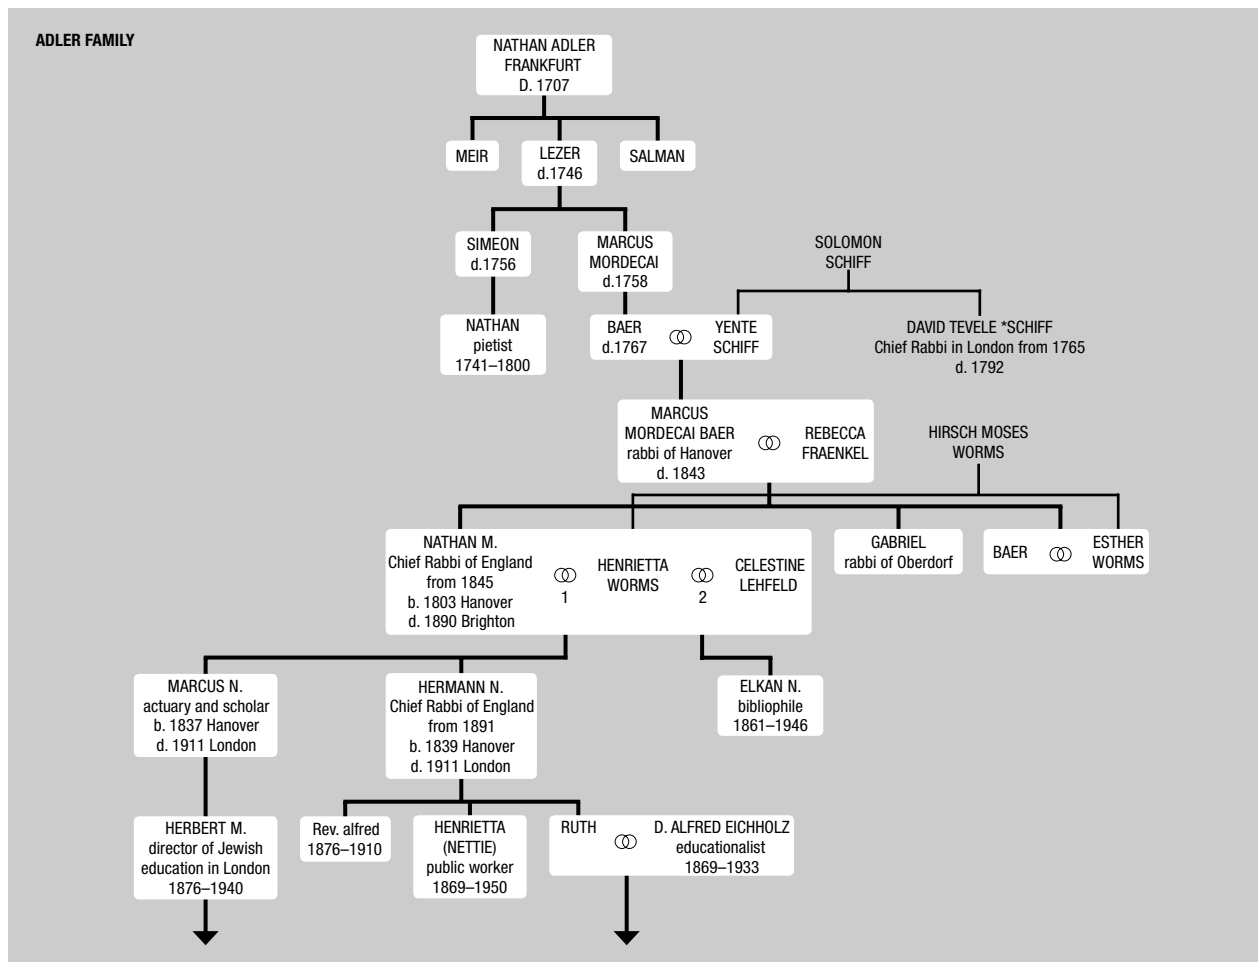 ADLER FAMILY
NATHAN ADLER
FRANKFURT
D. 1707
MEIR
LEZER
d.1746
SALMAN
SIMEON
d.1756
MARCUS
MORDECAI
d.1758
SOLOMON
SCHIFF
NATHAN
pietist
1741–1800
BAER
d.1767
YENTE
SCHIFF
DAVID TEVELE *SCHIFF
Chief Rabbi in London from 1765
d. 1792
MARCUS
MORDECAI BAER
rabbi of Hanover
d. 1843
REBECCA
FRAENKEL
HIRSCH MOSES
WORMS
NATHAN M.
Chief Rabbi of England
from 1845
b. 1803 Hanover
d. 1890 Brighton
1
HENRIETTA
WORMS
2
CELESTINE
LEHFELD
GABRIEL
rabbi of Oberdorf
BAER
ESTHER
WORMS
MARCUS N.
actuary and scholar
b. 1837 Hanover
d. 1911 London
HERMANN N.
Chief Rabbi of England
from 1891
b. 1839 Hanover
d. 1911 London
ELKAN N.
bibliophile
1861–1946
HERBERT M.
director of Jewish
education in London
1876–1940
Rev. alfred
1876–1910
HENRIETTA
(NETTIE)
public worker
1869–1950
RUTH
D. ALFRED EICHHOLZ
educationalist
1869–1933